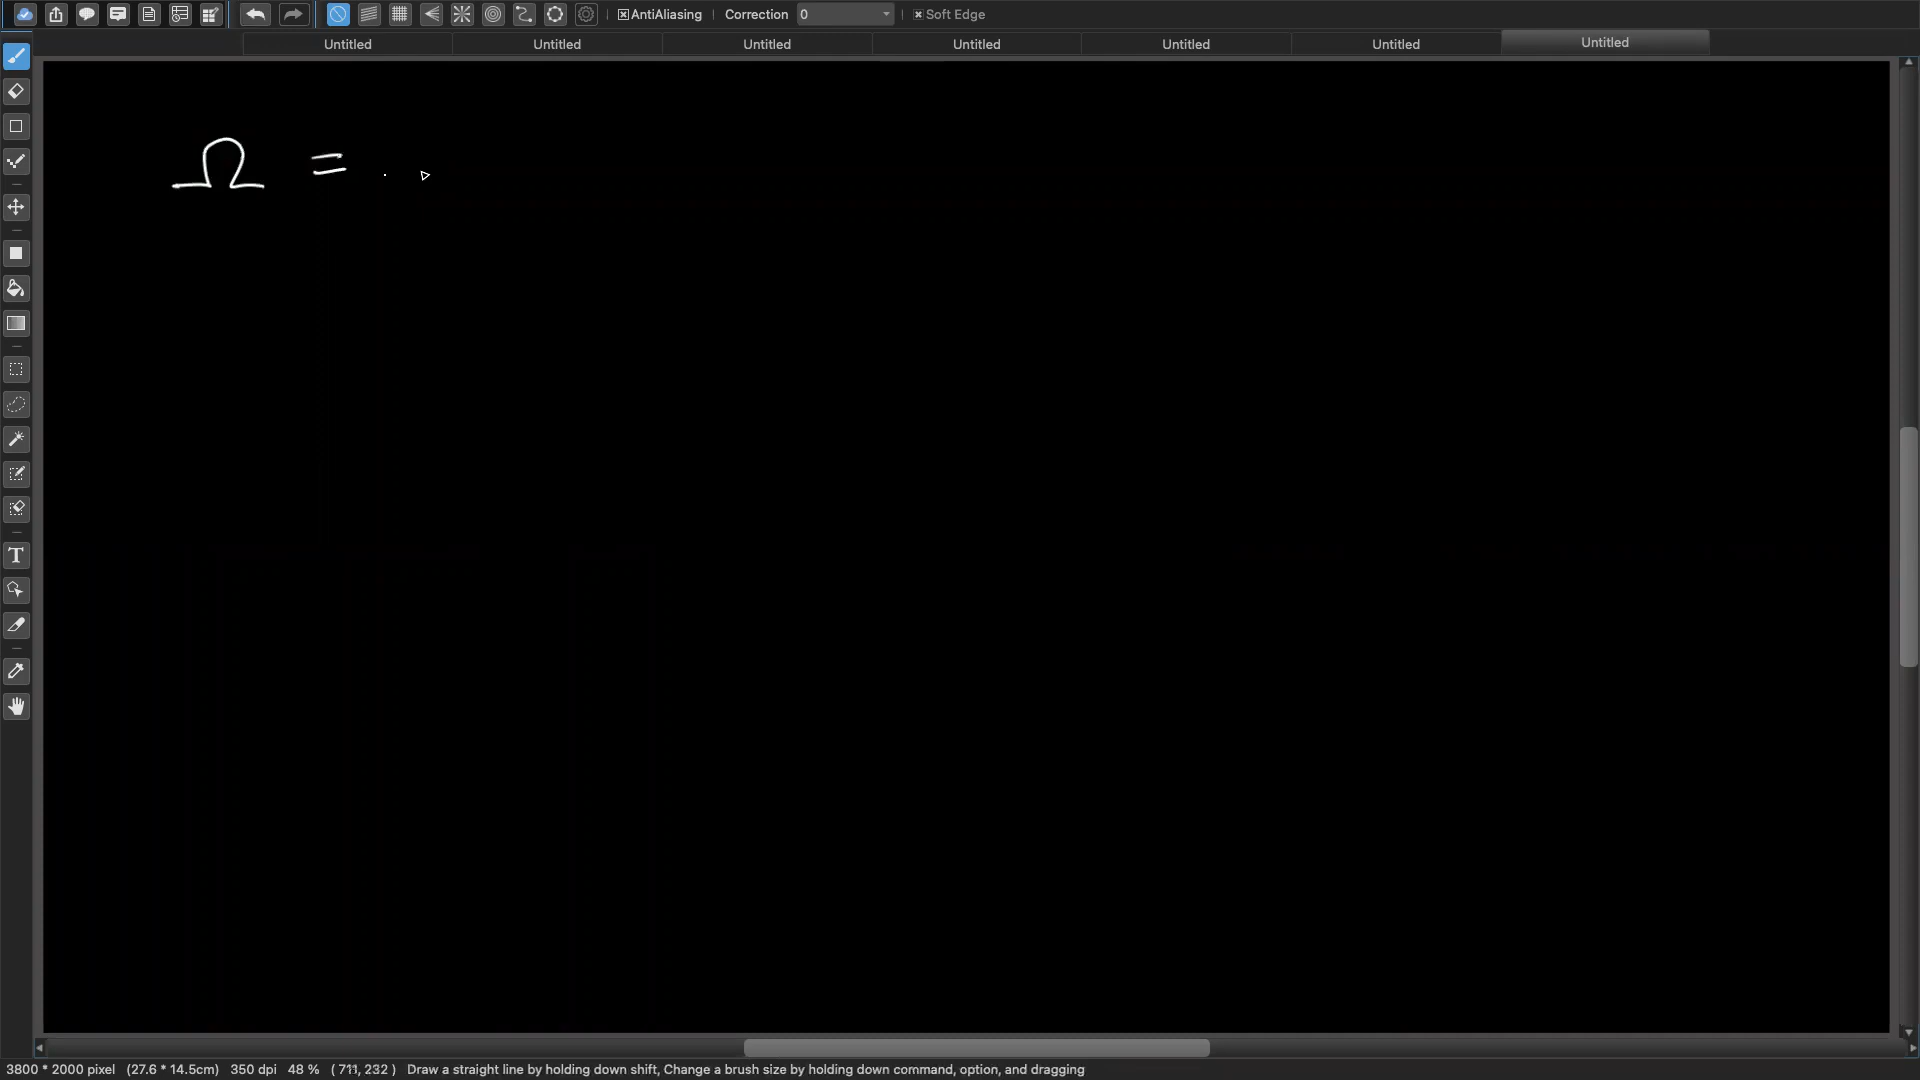 AntiAliasing Correction 0 Soft Edge
Untitled Untitled Untitled Untitled Untitled Untitled Untitled
Ω = .
T
3800 * 2000 pixel (27.6 * 14.5cm) 350 dpi 48 % ( 711, 232 ) Draw a straight line by holding down shift, Change a brush size by holding down command, option, and dragging